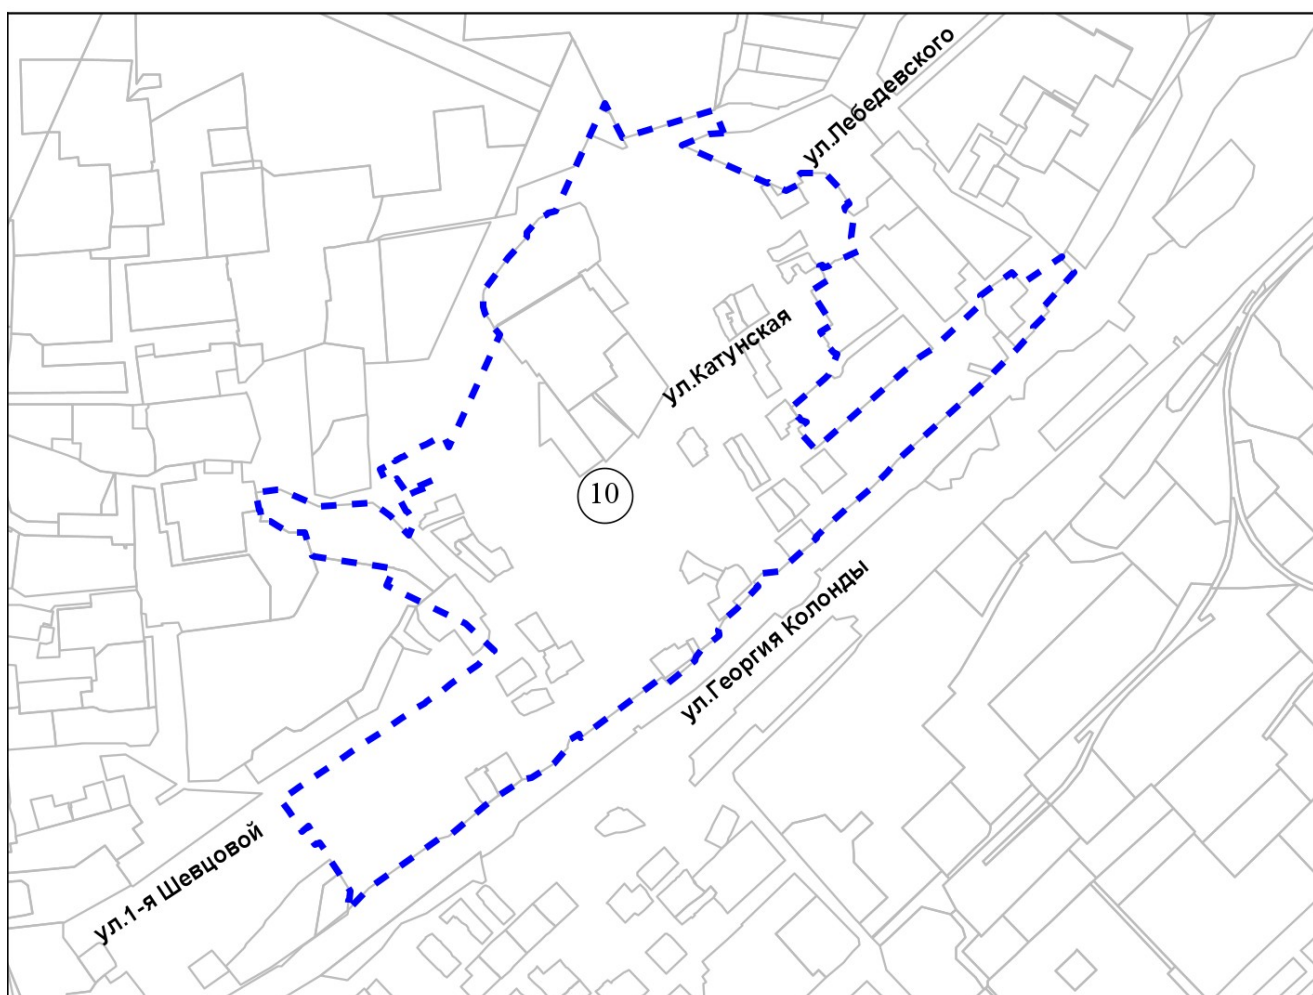 ул.Лебедевского
ул.Катунская
10
ул.Георгия Колонды
ул.1-я Шевцовой